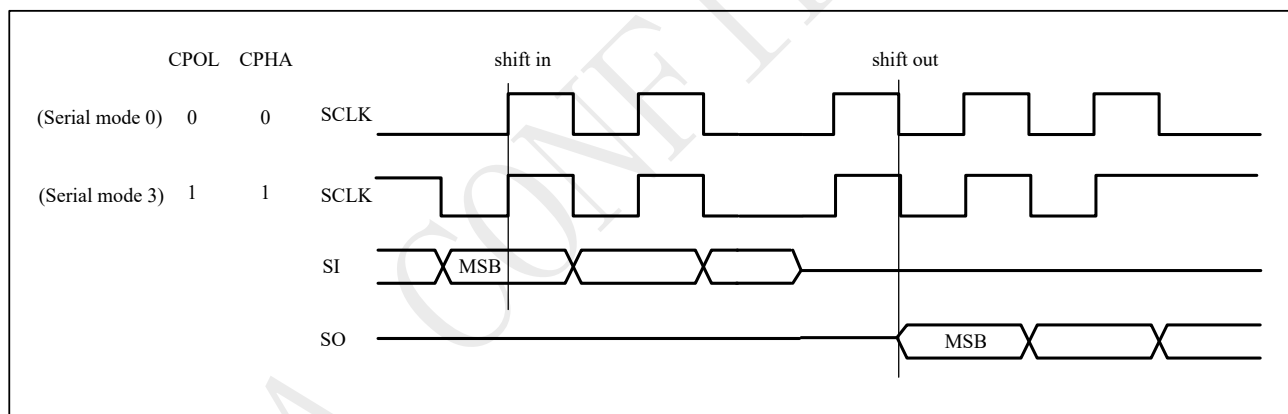 CPOL CPHA shift in shift out
(Serial mode 0) 0 0 SCLK
(Serial mode 3) 1 1 SCLK
SI MSB
SO MSB